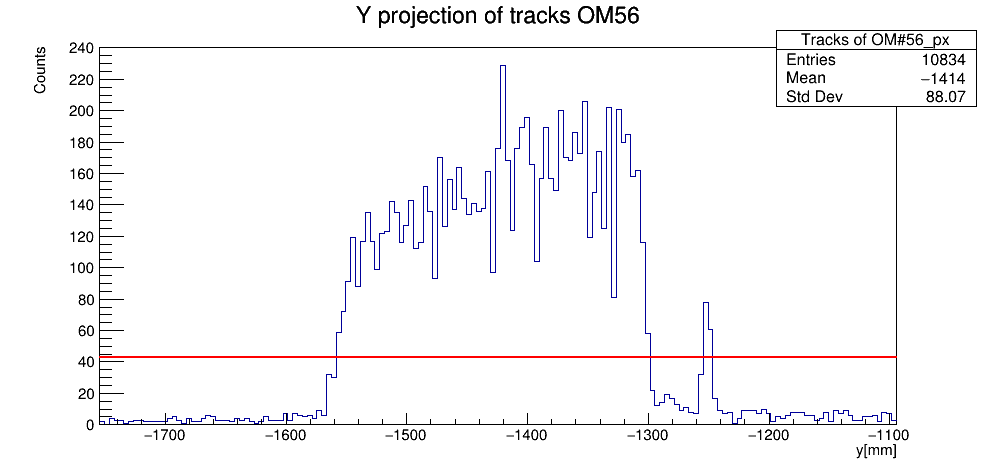 Y projection of tracks OM56
Tracks of OM#56_px
Entries 10834
Mean −1414
Std Dev 88.07
Counts
240
220
200
180
160
140
120
100
80
60
40
20
0
−1700 −1600 −1500 −1400 −1300 −1200 −1100
y[mm]